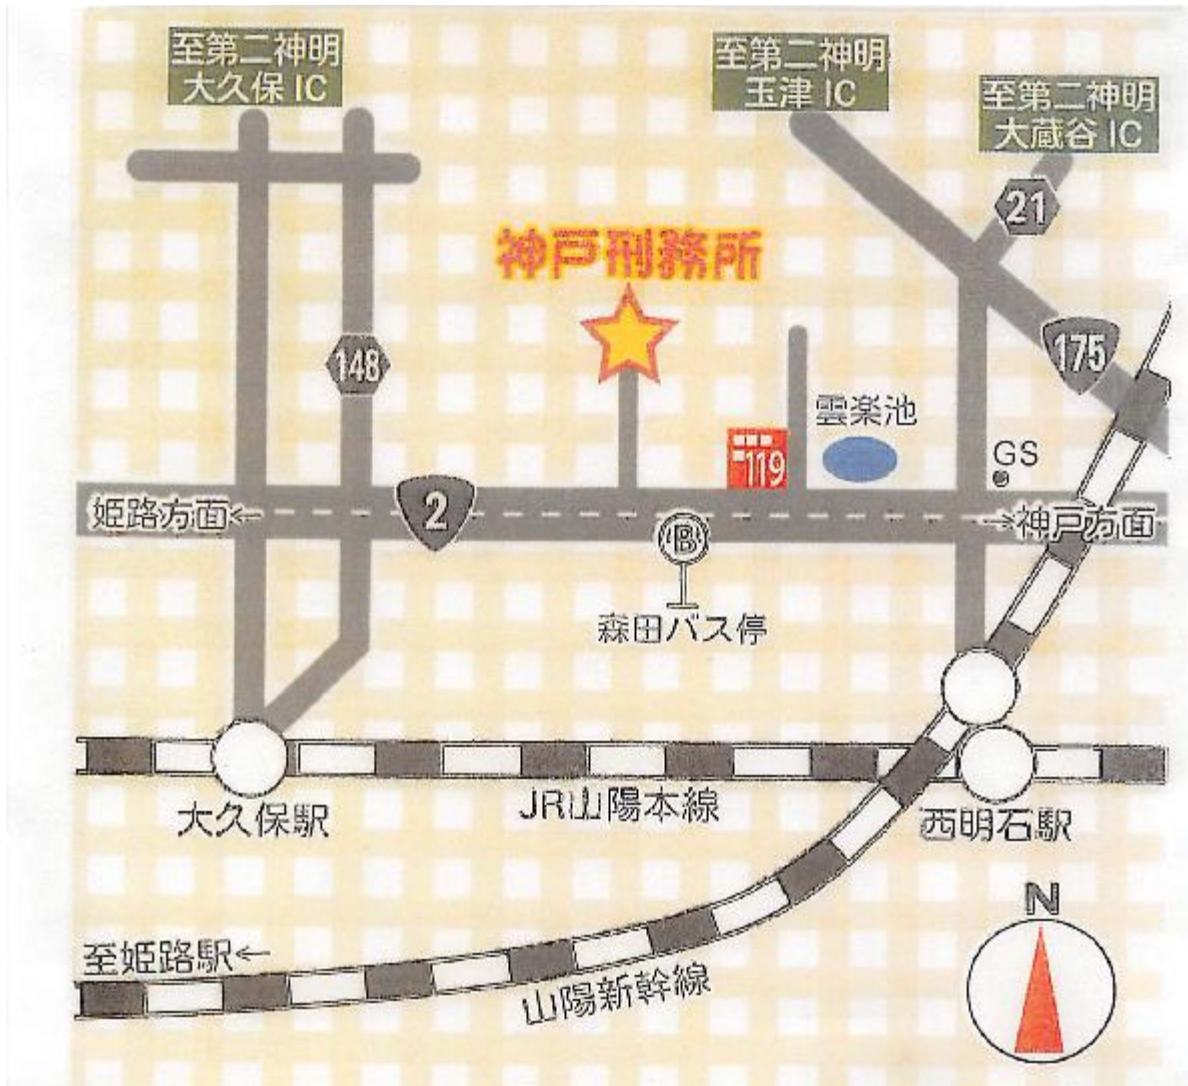 至第二神明
大久保 IC
至第二神明
玉津 IC
至第二神明
大蔵谷 IC
21
神戸刑務所
148
175
雲楽池
119
GS
姫路方面←
2
→神戸方面
B
森田バス停
JR山陽本線
大久保駅
西明石駅
N
至姫路駅←
山陽新幹線